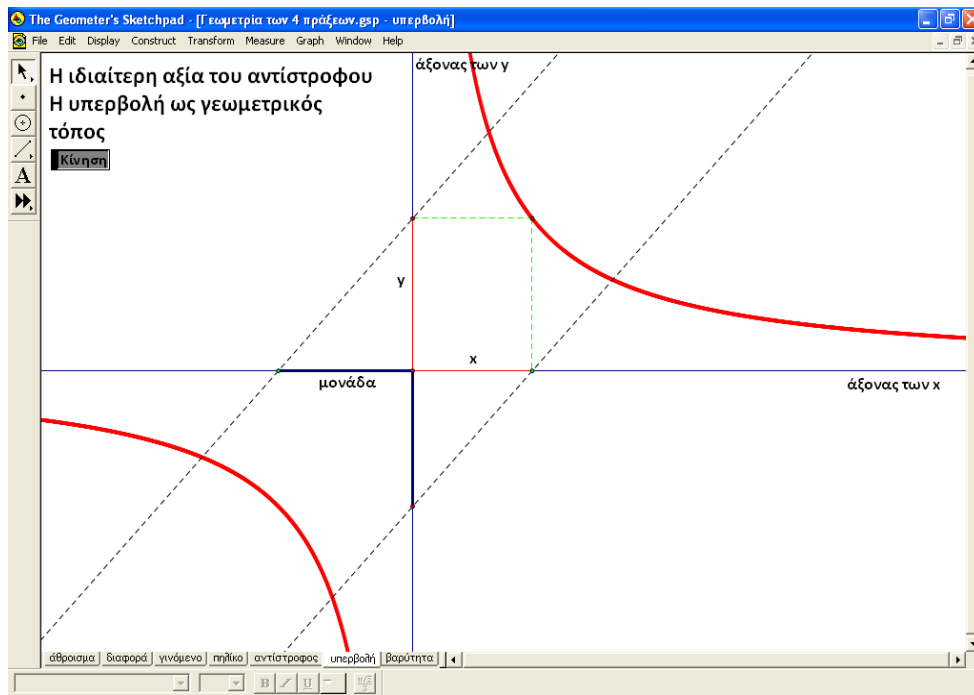 The Geometer's Sketchpad - [Γεωμετρία των 4 πράξεων.gsp - υπερβολή]
File Edit Display Construct Transform Measure Graph Window Help
Η ιδιαίτερη αξία του αντίστροφου
Η υπερβολή ως γεωμετρικός
τόπος
Κίνηση
άξονας των y
A
y
x
μονάδα
άξονας των x
άθροισμα διαφορά γινόμενο πηλίκο αντίστροφος υπερβολή βαρύτητα
B I U